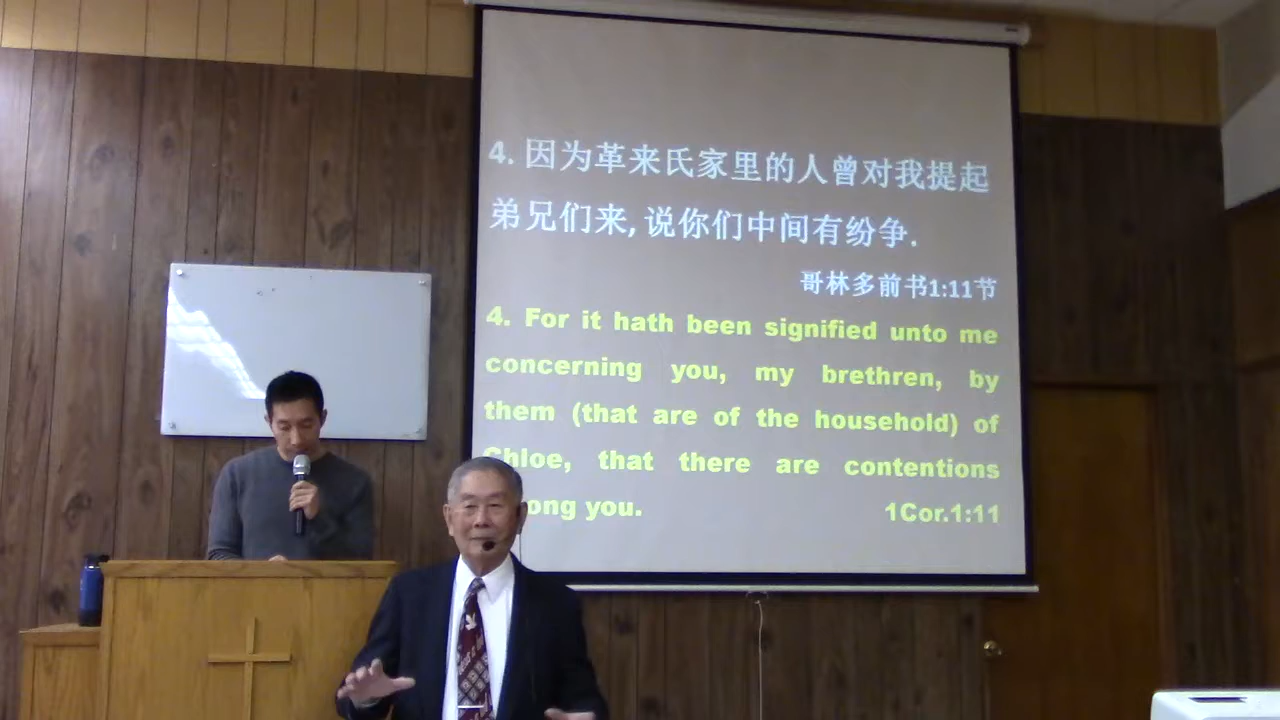 4. 因为革来氏家里的人曾对我提起
弟兄们来, 说你们中间有纷争.
哥林多前书1:11节
4. For it hath been signified unto me
concerning you, my brethren, by
them (that are of the household) of
Chloe, that there are contentions
ong you. 1Cor.1:11